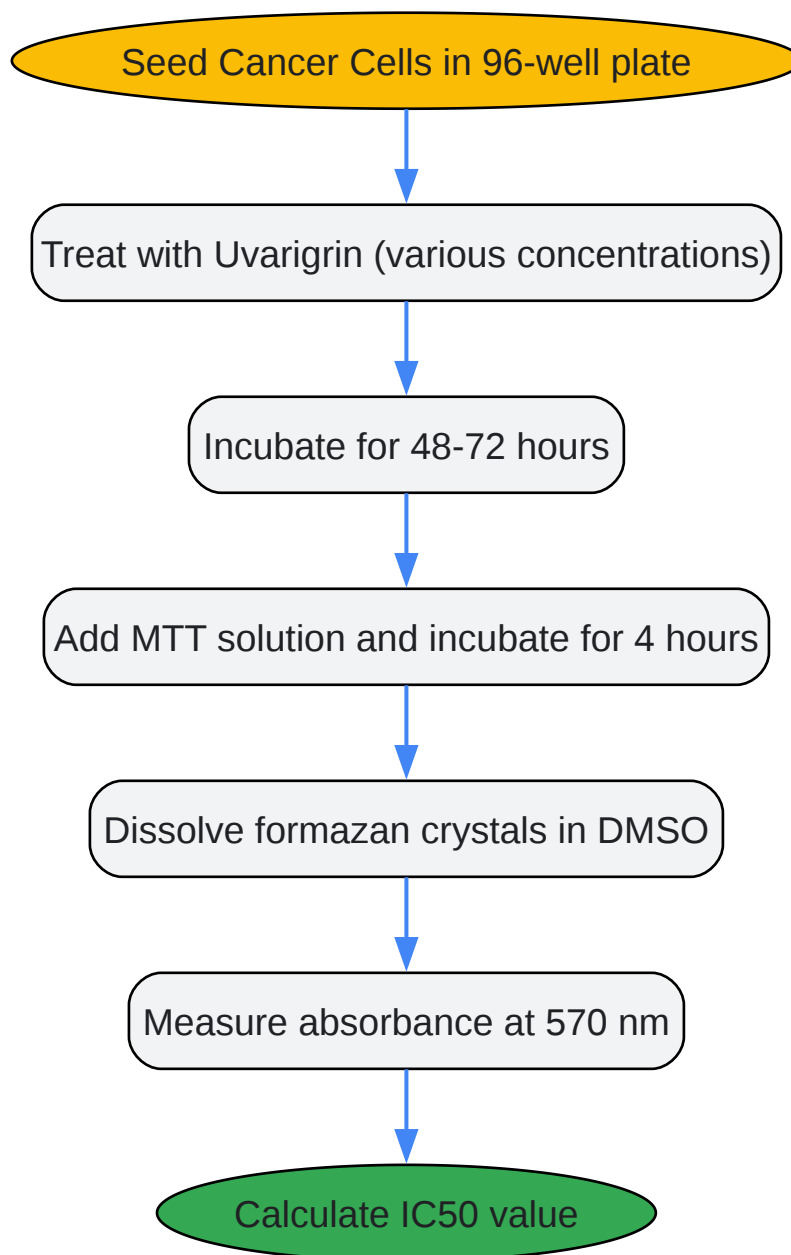 Seed Cancer Cells in 96-well plate
Treat with Uvarigrin (various concentrations)
Incubate for 48-72 hours
Add MTT solution and incubate for 4 hours
Dissolve formazan crystals in DMSO
Measure absorbance at 570 nm
Calculate IC50 value